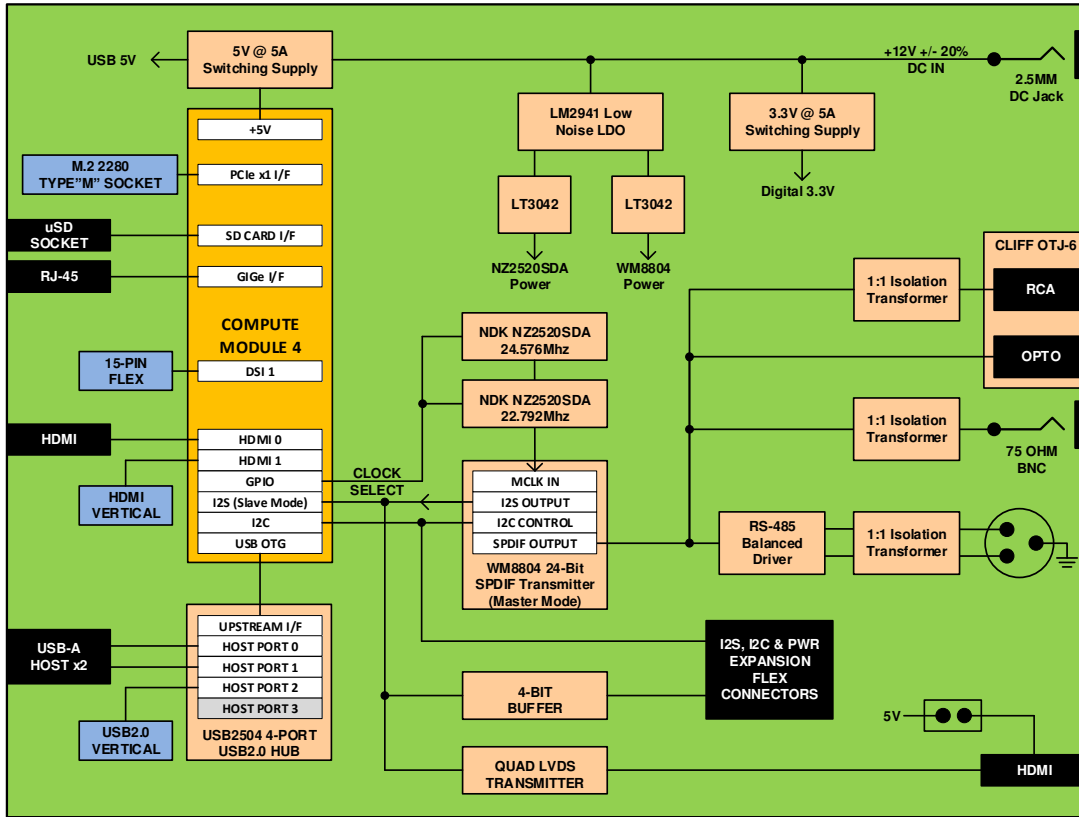 USB 5V
5V @ 5A
Switching Supply
+12V +/- 20%
DC IN
2.5MM
DC Jack
LM2941 Low
Noise LDO
3.3V @ 5A
Switching Supply
+5V
M.2 2280
TYPE"M" SOCKET
PCIe x1 I/F
LT3042
LT3042
Digital 3.3V
uSD
SOCKET
SD CARD I/F
RJ-45
GIGe I/F
NZ2520SDA
Power
WM8804
Power
CLIFF OTJ-6
1:1 Isolation
Transformer
RCA
COMPUTE
MODULE 4
NDK NZ2520SDA
24.576Mhz
OPTO
15-PIN
FLEX
DSI 1
NDK NZ2520SDA
22.792Mhz
1:1 Isolation
Transformer
75 OHM
BNC
HDMI
HDMI 0
HDMI 1
GPIO
I2S (Slave Mode)
I2C
USB OTG
HDMI
VERTICAL
CLOCK
SELECT
MCLK IN
I2S OUTPUT
I2C CONTROL
SPDIF OUTPUT
WM8804 24-Bit
SPDIF Transmitter
(Master Mode)
RS-485
Balanced
Driver
1:1 Isolation
Transformer
USB-A
HOST x2
UPSTREAM I/F
HOST PORT 0
HOST PORT 1
HOST PORT 2
HOST PORT 3
USB2504 4-PORT
USB2.0 HUB
USB2.0
VERTICAL
I2S, I2C & PWR
EXPANSION
FLEX
CONNECTORS
4-BIT
BUFFER
5V
QUAD LVDS
TRANSMITTER
HDMI